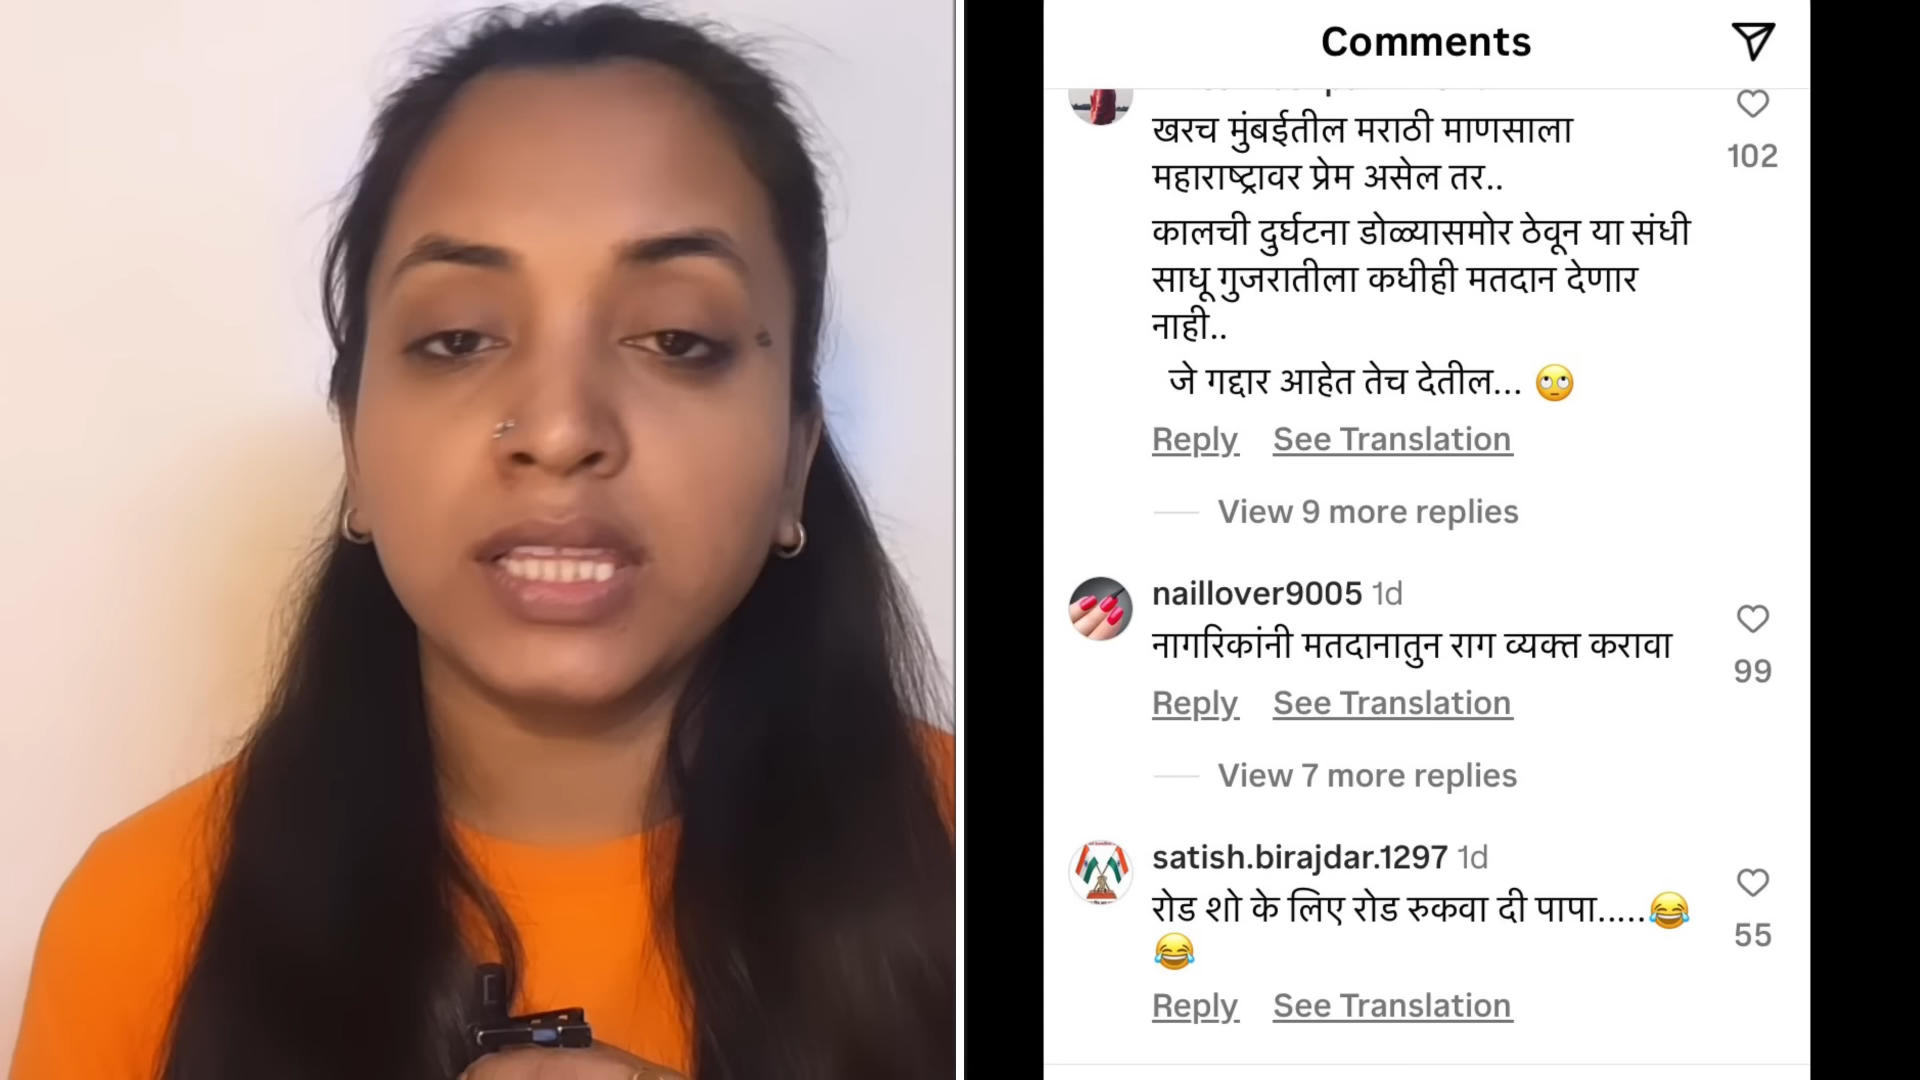 Comments
खरच मुंबईतील मराठी माणसाला
महाराष्ट्रावर प्रेम असेल तर..
कालची दुर्घटना डोळ्यासमोर ठेवून या संधी
साधू गुजरातीला कधीही मतदान देणार
नाही..
जे गद्दार आहेत तेच देतील... 🙄
102
Reply See Translation
View 9 more replies
naillover9005 1d
नागरिकांनी मतदानातुन राग व्यक्त करावा
99
Reply See Translation
View 7 more replies
satish.birajdar.1297 1d
रोड शो के लिए रोड रुकवा दी पापा.....😂
😂
55
Reply See Translation